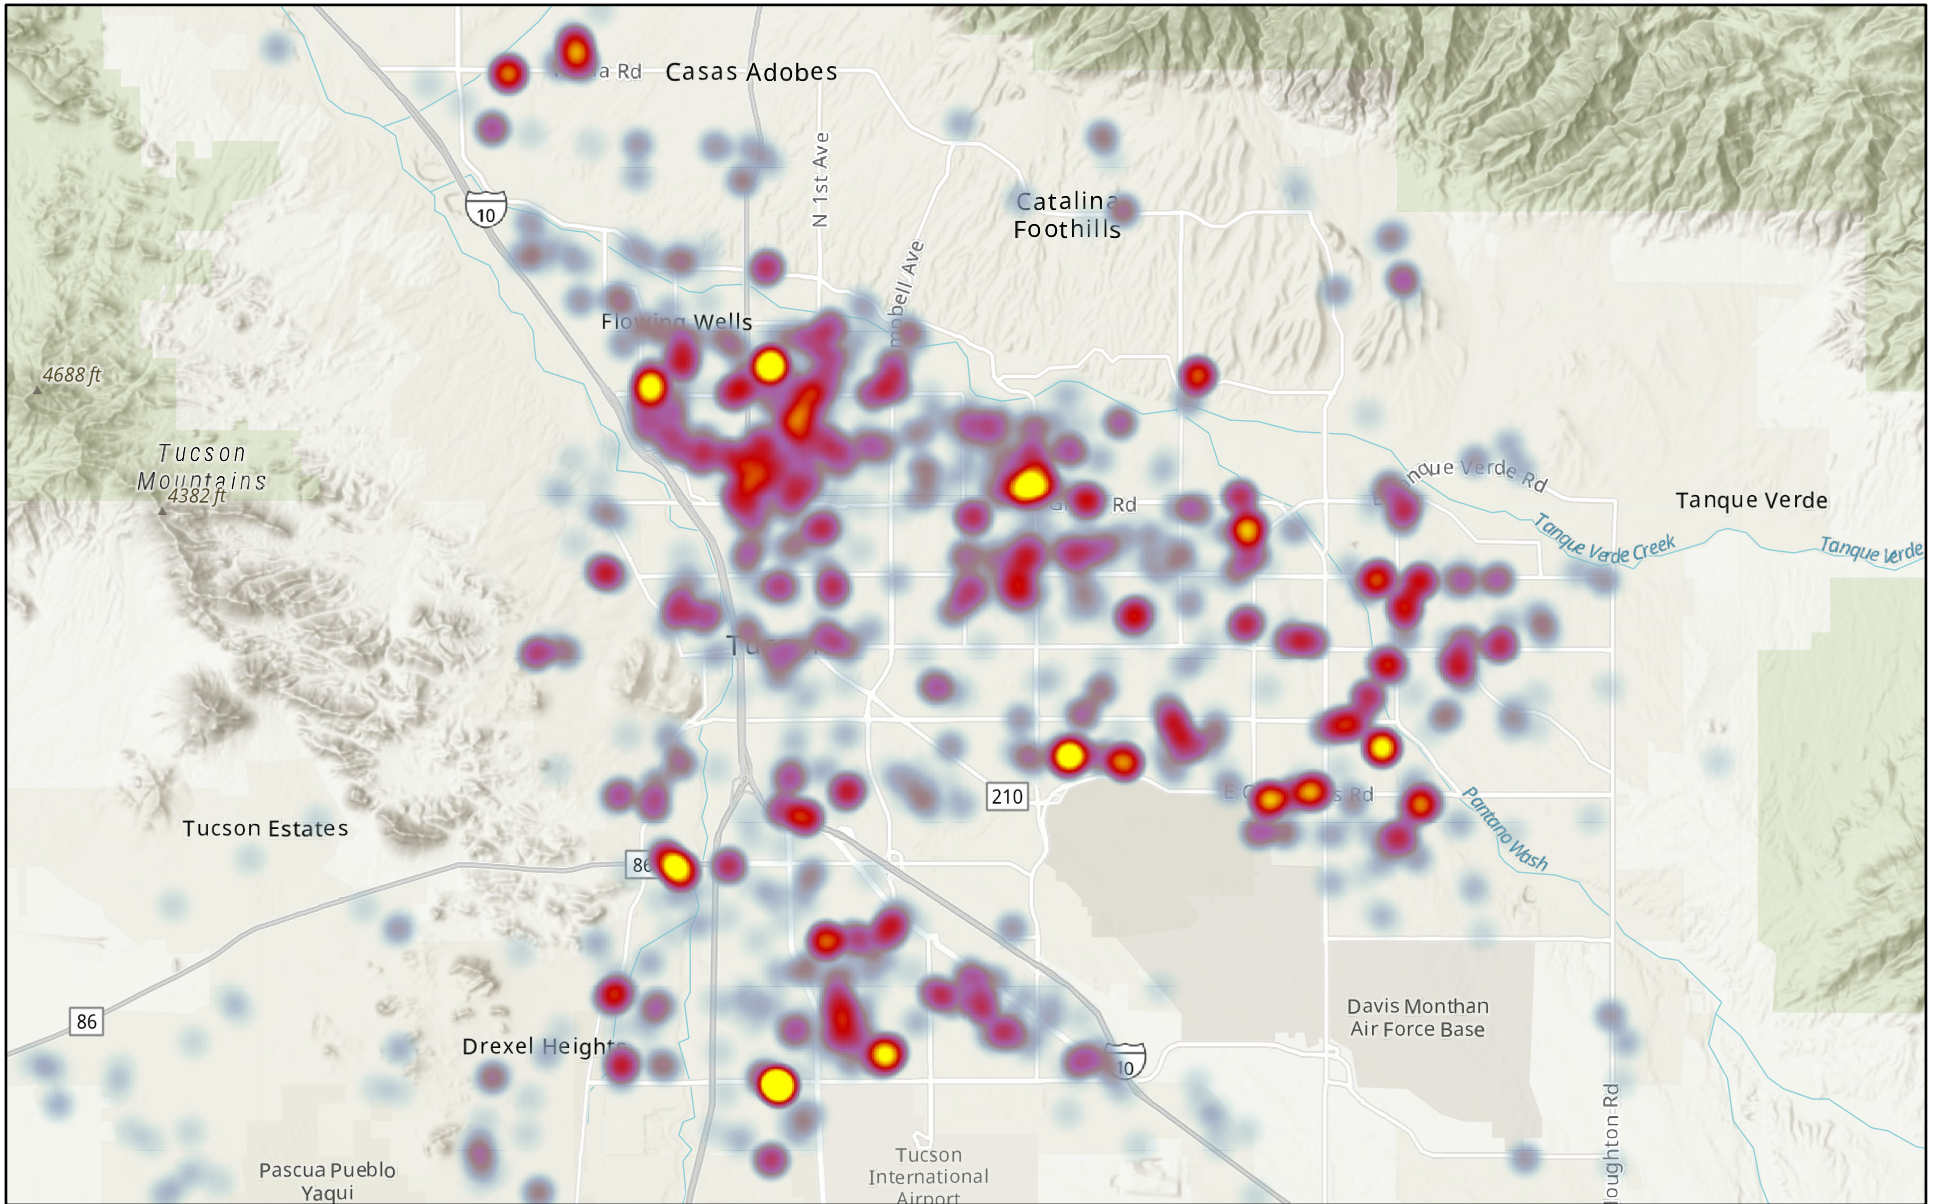 Casas Adobes
Rd
10
N 1st Ave
Catalina
Foothills
Flowing Wells
4688 ft
Tucson
Mountains
4382 ft
Tanque Verde Rd
Rd
Tanque Verde
Tanque Verde Creek
Tanque Verde
Tucson
210
Rd
Pantano Wash
Tucson Estates
86
86
Drexel Heights
Davis Monthan
Air Force Base
10
Pascua Pueblo
Yaqui
Tucson
International
Airport